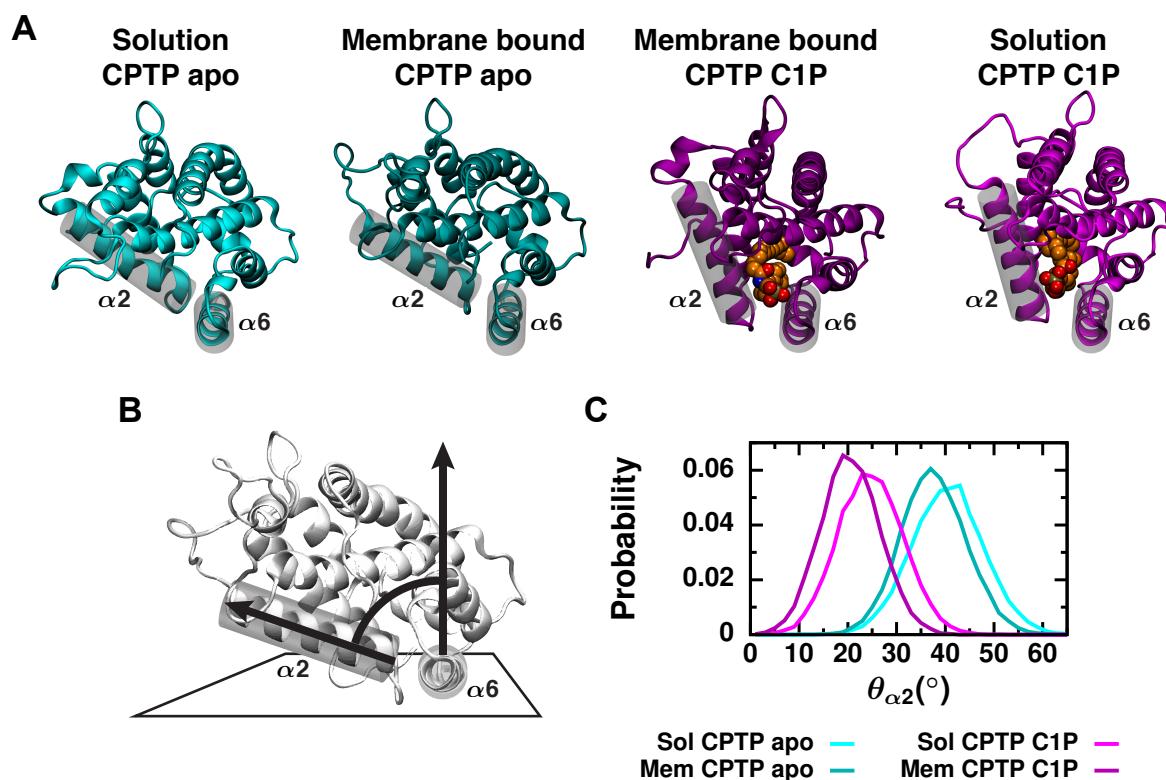 A
Solution
CPTP apo
Membrane bound
CPTP apo
Membrane bound
CPTP C1P
Solution
CPTP C1P
α2
α6
α2
α6
α2
α6
α2
α6
B
α2
α6
C
Probability
0.06
0.04
0.02
0
0 10 20 30 40 50 60
θα2(°)
Sol CPTP apo
Sol CPTP C1P
Mem CPTP apo
Mem CPTP C1P